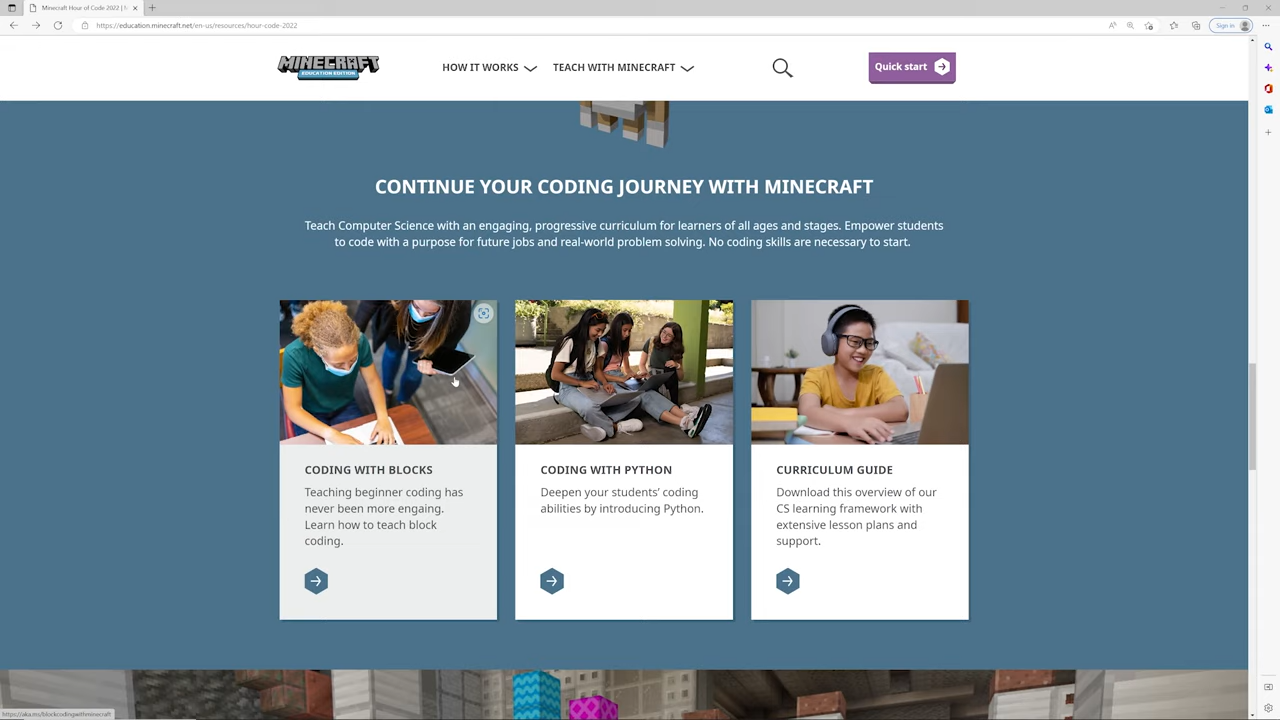 Minecraft Hour of Code 2022 | M
https://education.minecraft.net/en-us/resources/hour-code-2022
Sign in
MINECRAFT
EDUCATION EDITION
HOW IT WORKS
TEACH WITH MINECRAFT
Quick start
CONTINUE YOUR CODING JOURNEY WITH MINECRAFT
Teach Computer Science with an engaging, progressive curriculum for learners of all ages and stages. Empower students
to code with a purpose for future jobs and real-world problem solving. No coding skills are necessary to start.
CODING WITH BLOCKS
Teaching beginner coding has
never been more engaing.
Learn how to teach block
coding.
CODING WITH PYTHON
Deepen your students’ coding
abilities by introducing Python.
CURRICULUM GUIDE
Download this overview of our
CS learning framework with
extensive lesson plans and
support.
https://aka.ms/blockcodingwithminecraft